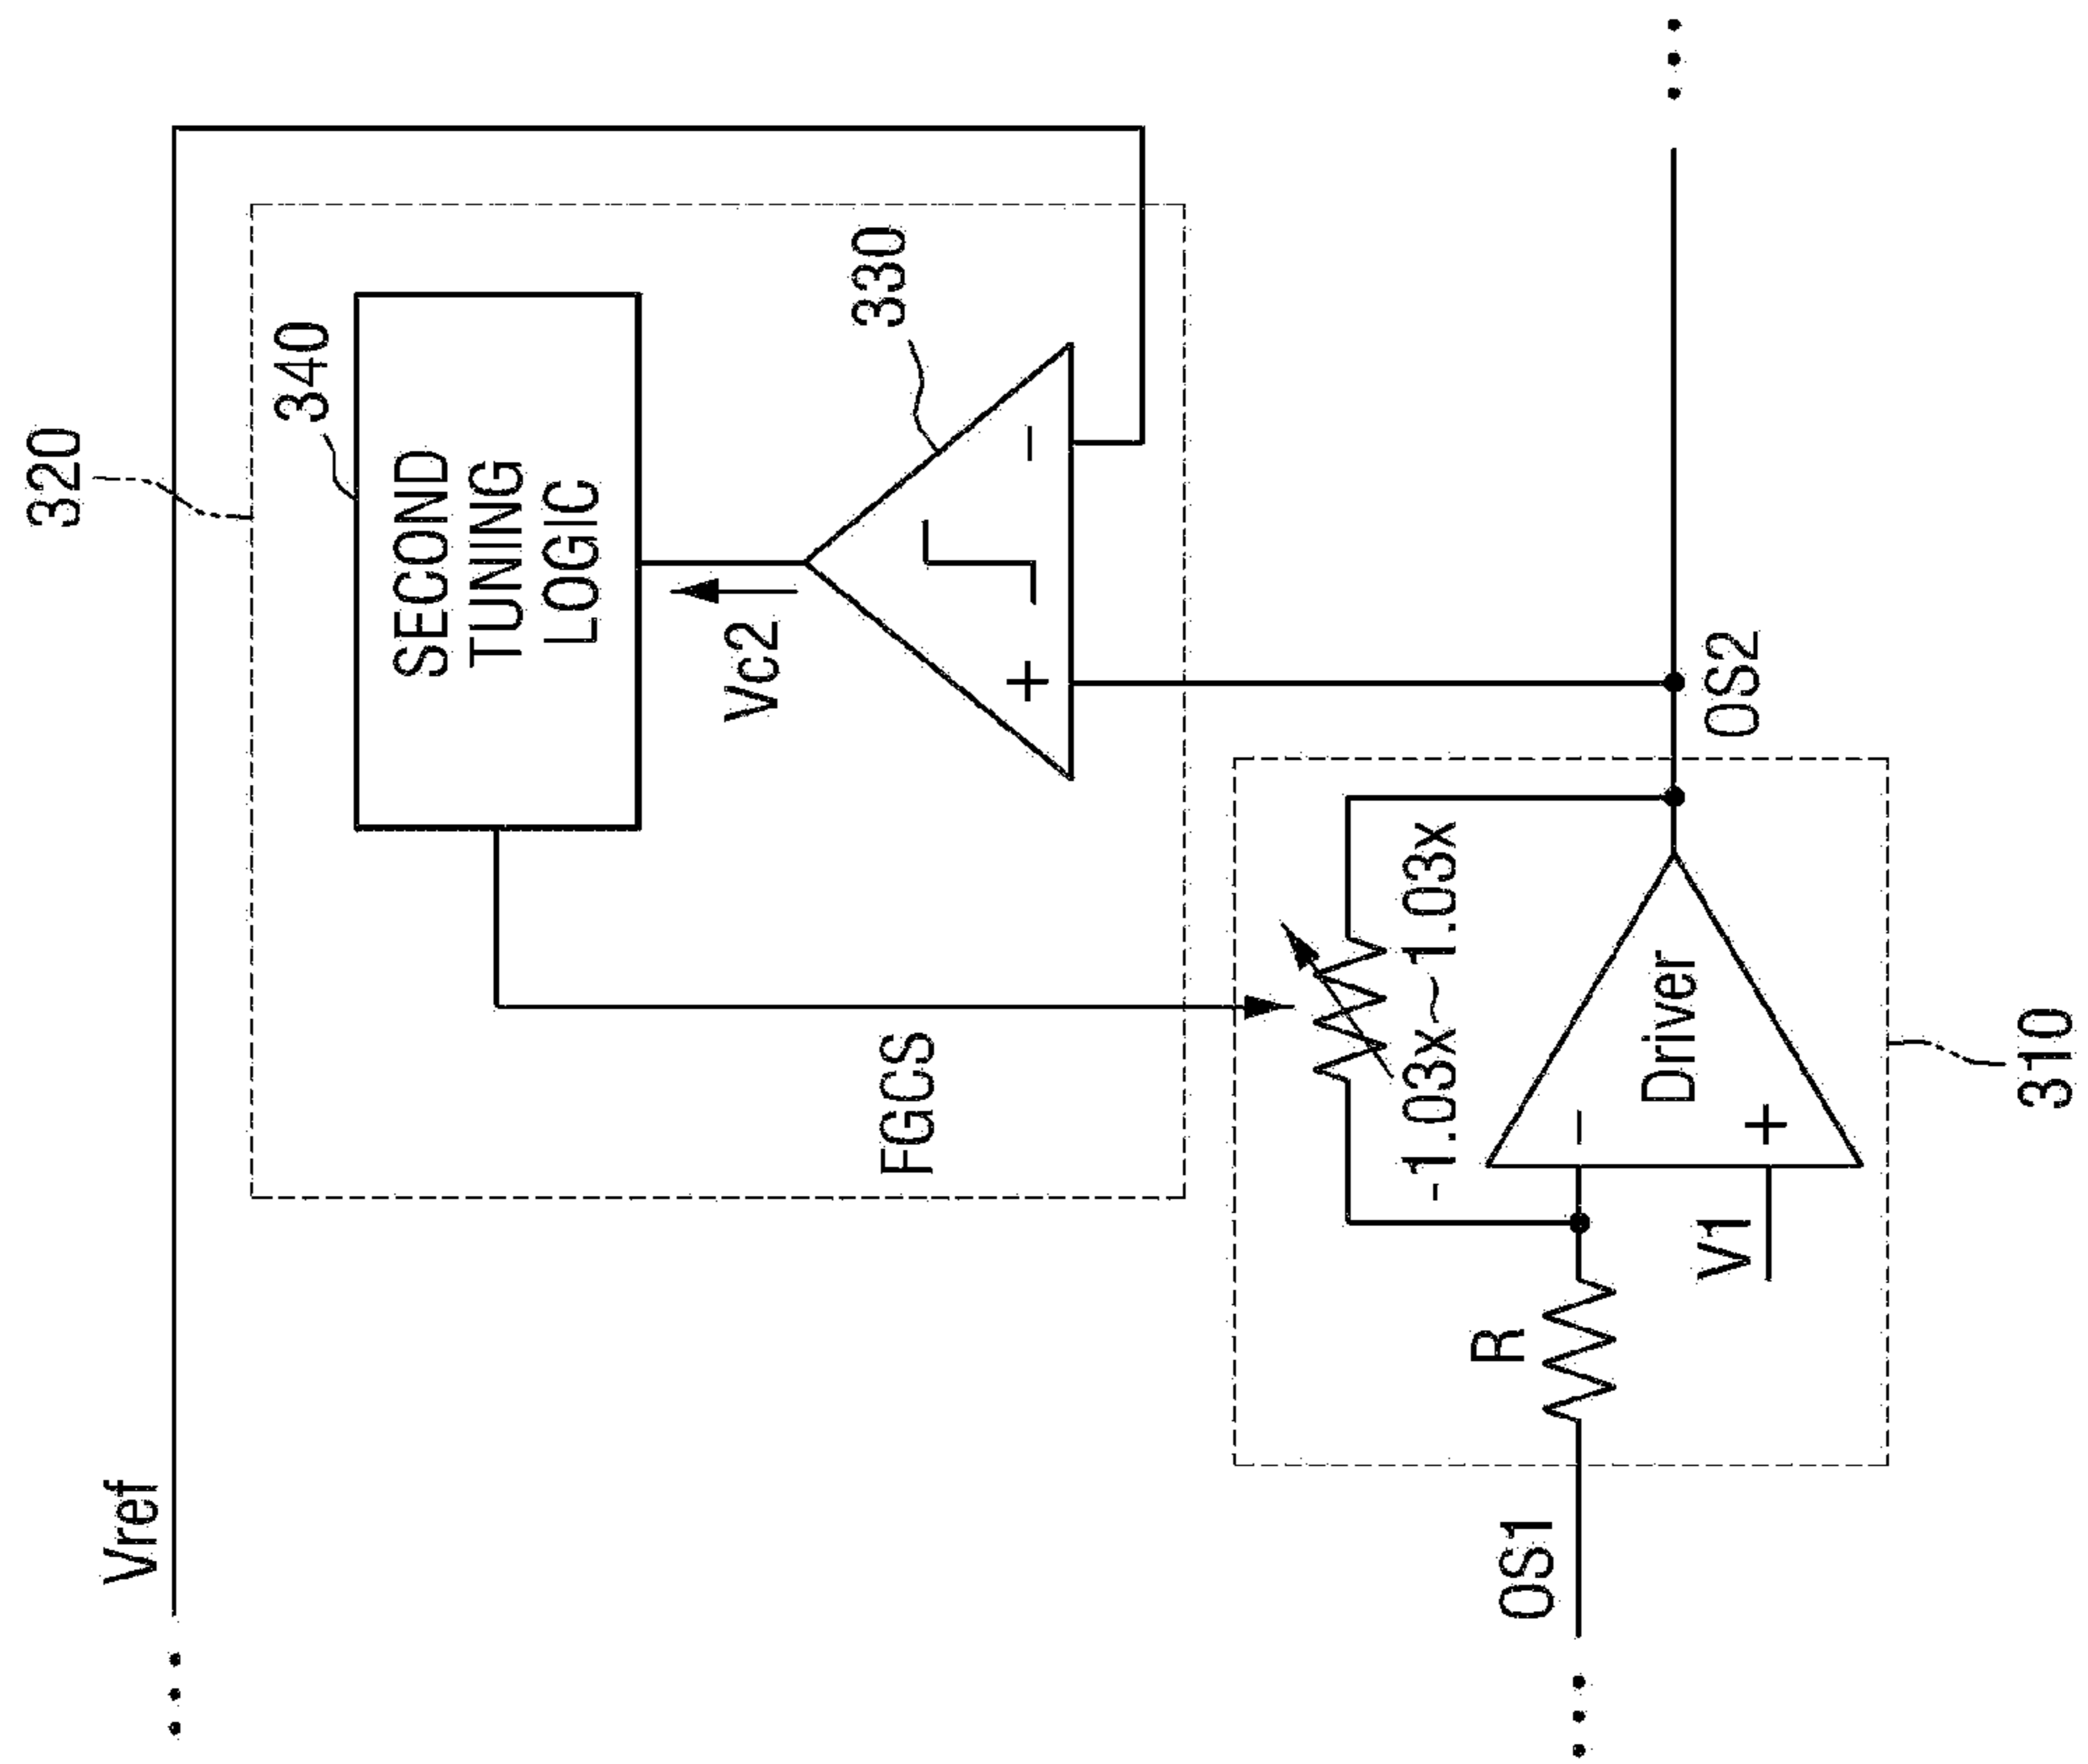 Vref
320
340
SECOND
TUNING
LOGIC
Vc2
330
+
−
FGCS
OS1
R
-1.03x~1.03x
−
Driver
+
V1
OS2
310